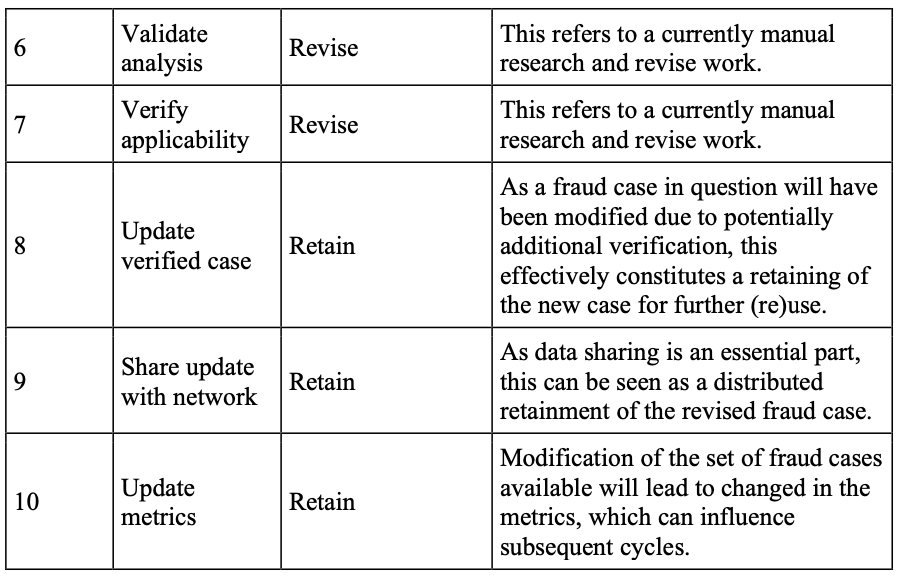 6
Validate
analysis
Revise
This refers to a currently manual
research and revise work.
7
Verify
applicability
Revise
This refers to a currently manual
research and revise work.
8
Update
verified case
Retain
As a fraud case in question will have
been modified due to potentially
additional verification, this
effectively constitutes a retaining of
the new case for further (re)use.
9
Share update
with network
Retain
As data sharing is an essential part,
this can be seen as a distributed
retainment of the revised fraud case.
10
Update
metrics
Retain
Modification of the set of fraud cases
available will lead to changed in the
metrics, which can influence
subsequent cycles.